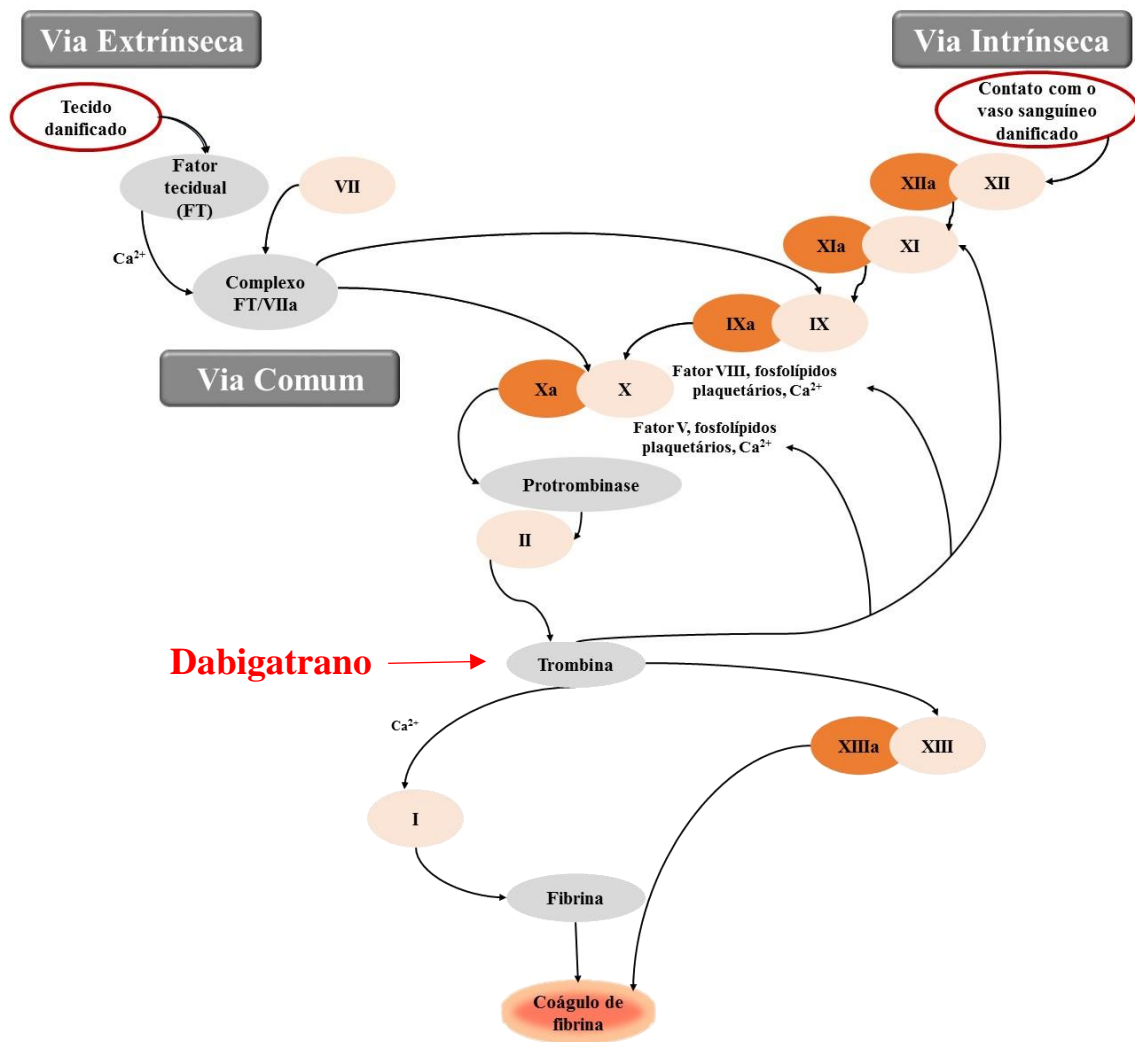 Via Extrínseca
Via Intrínseca
Tecido
danificado
Contato com o
vaso sanguíneo
danificado
Fator
tecidual
(FT)
VII
XIIa
XII
Ca²⁺
XIa
XI
Complexo
FT/VIIa
IXa
IX
Via Comum
Xa
X
Fator VIII, fosfolípidos
plaquetários, Ca²⁺
Fator V, fosfolípidos
plaquetários, Ca²⁺
Protrombinase
II
Dabigatrano
Trombina
Ca²⁺
XIIIa
XIII
I
Fibrina
Coágulo de
fibrina